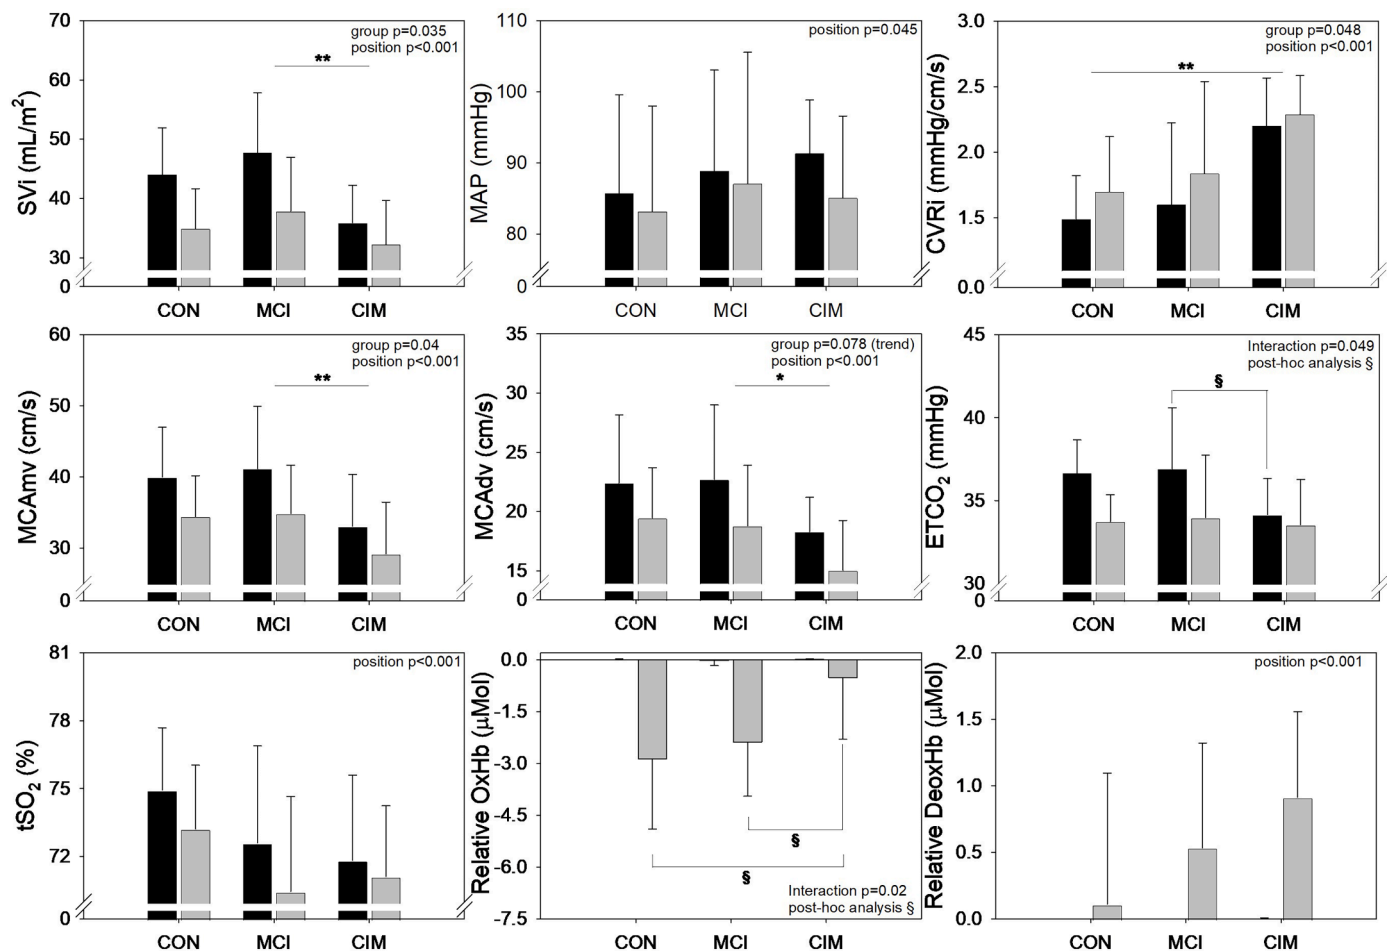 SVi (mL/m²)
70
60
50
40
30
0
group p=0.035
position p<0.001
**
CON MCI CIM
MAP (mmHg)
110
100
90
80
0
position p=0.045
CON MCI CIM
CVRi (mmHg/cm/s)
3.0
2.5
2.0
1.5
0.0
group p=0.048
position p<0.001
**
CON MCI CIM
MCAmv (cm/s)
60
50
40
30
0
group p=0.04
position p<0.001
**
CON MCI CIM
MCAdv (cm/s)
35
30
25
20
15
0
group p=0.078 (trend)
position p<0.001
*
CON MCI CIM
ETCO₂ (mmHg)
45
40
35
30
0
Interaction p=0.049
post-hoc analysis §
§
CON MCI CIM
tSO₂ (%)
81
78
75
72
0
position p<0.001
CON MCI CIM
Relative OxHb (μMol)
0.0
-1.5
-3.0
-4.5
-6.0
-7.5
§
§
Interaction p=0.02
post-hoc analysis §
CON MCI CIM
Relative DeoxHb (μMol)
2.0
1.5
1.0
0.5
0.0
position p<0.001
CON MCI CIM